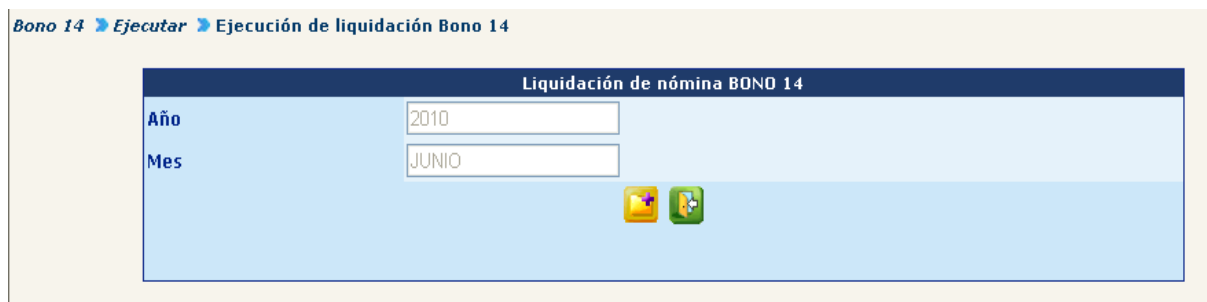 Bono 14 Ejecutar Ejecución de liquidación Bono 14
Liquidación de nómina BONO 14
Año 2010
Mes JUNIO